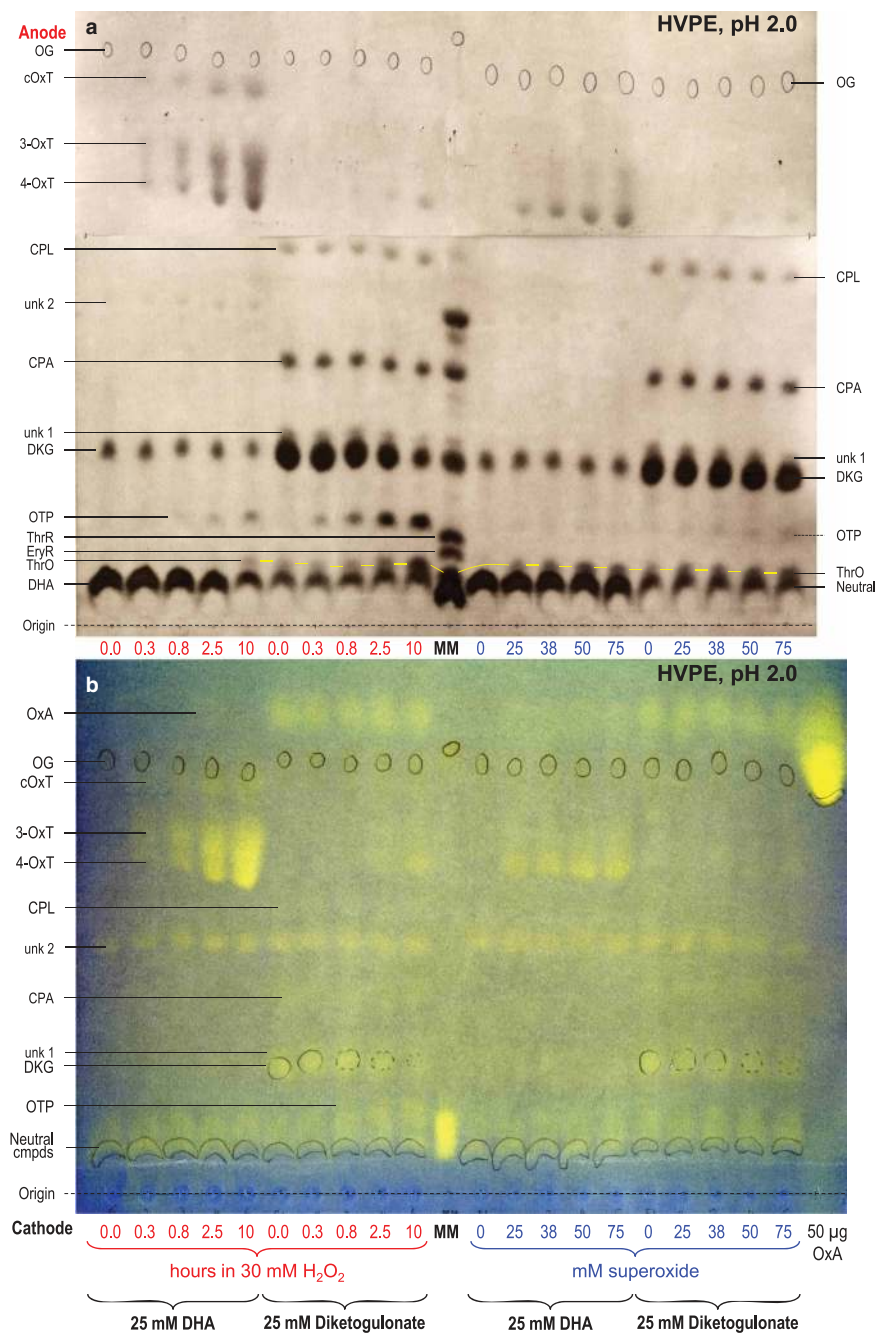 a
HVPE, pH 2.0
Anode
OG
cOxT
3-OxT
4-OxT
CPL
unk 2
CPA
unk 1
DKG
OTP
ThrR
EryR
ThrO
DHA
Origin
OG
CPL
CPA
unk 1
DKG
OTP
ThrO
Neutral
0.0 0.3 0.8 2.5 10 0.0 0.3 0.8 2.5 10 MM 0 25 38 50 75 0 25 38 50 75
b
HVPE, pH 2.0
OxA
OG
cOxT
3-OxT
4-OxT
CPL
unk 2
CPA
unk 1
DKG
OTP
Neutral
cmpds
Origin
Cathode 0.0 0.3 0.8 2.5 10 0.0 0.3 0.8 2.5 10 MM 0 25 38 50 75 0 25 38 50 75 50 µg
OxA
hours in 30 mM H₂O₂ mM superoxide
25 mM DHA 25 mM Diketogulonate 25 mM DHA 25 mM Diketogulonate